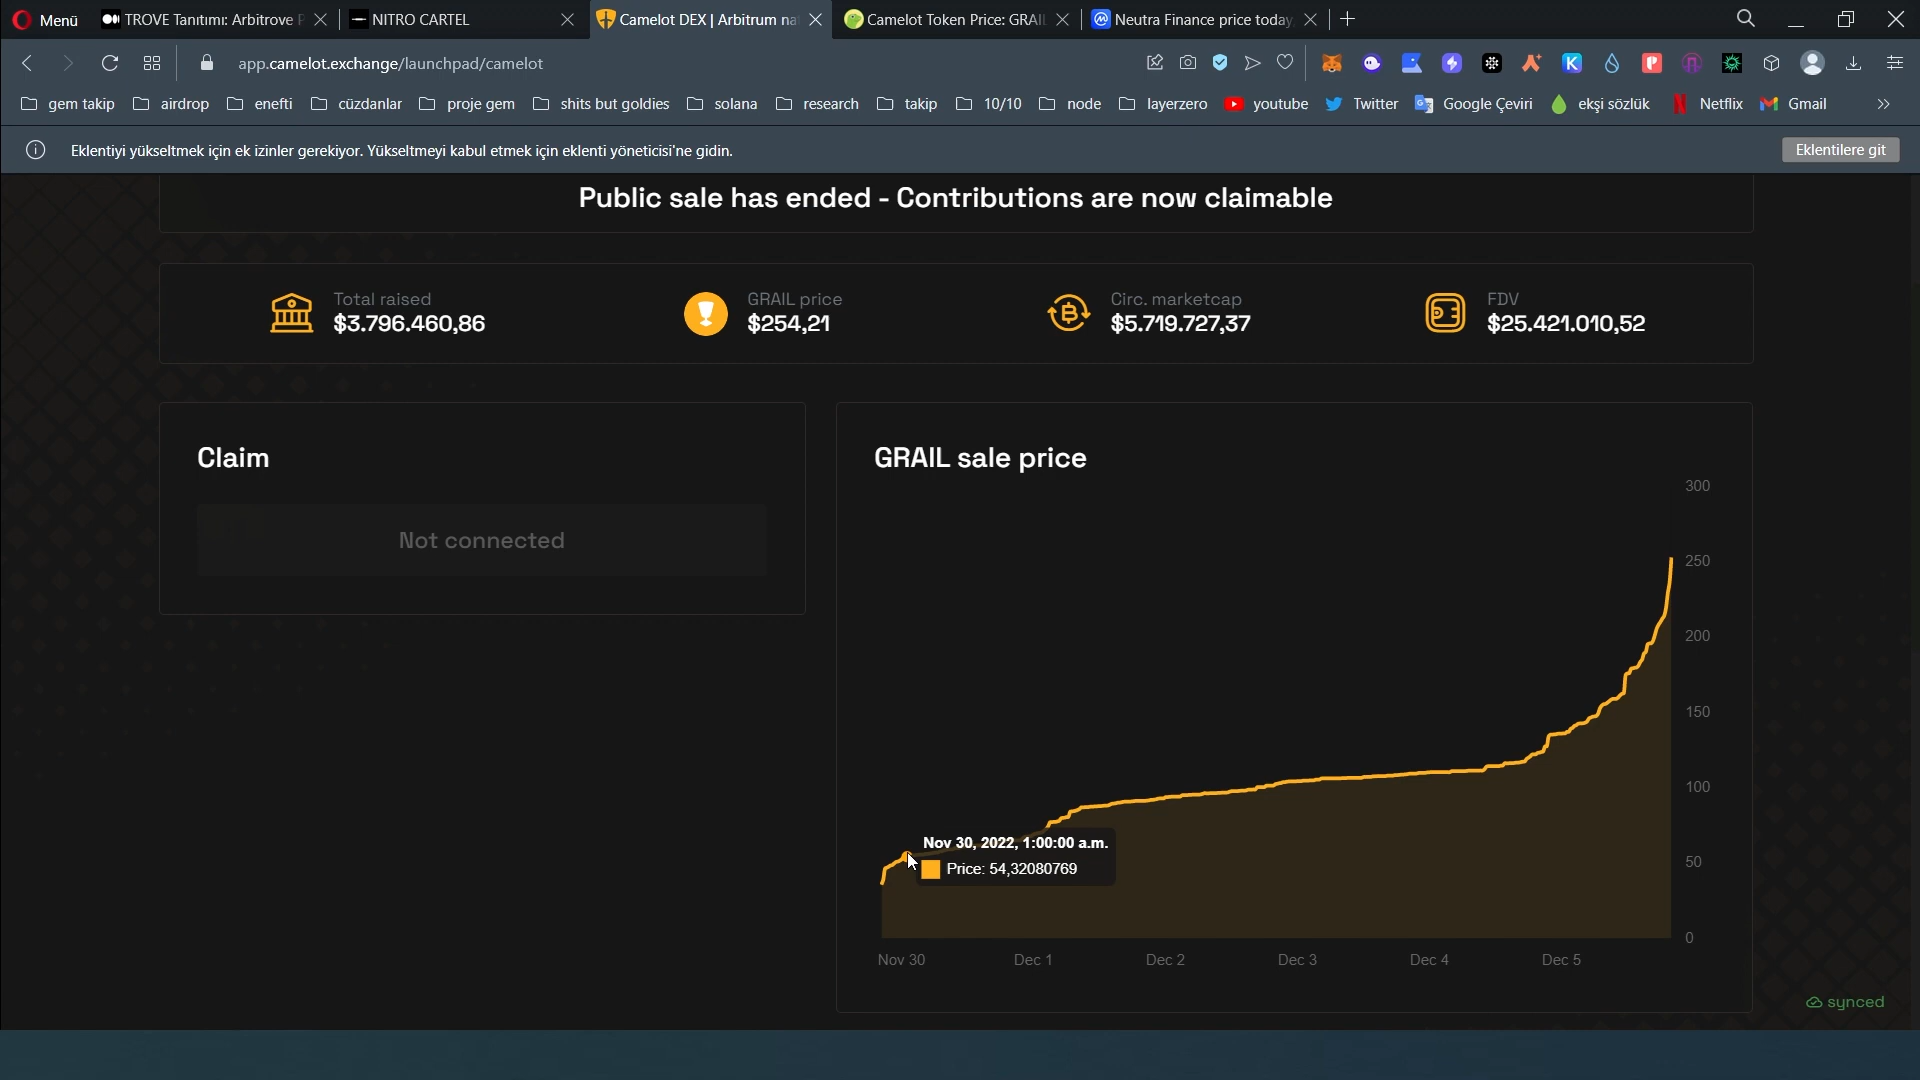 Menü
TROVE Tanıtımı: Arbitrove P
NITRO CARTEL
Camelot DEX | Arbitrum na
Camelot Token Price: GRAIL
Neutra Finance price today,
app.camelot.exchange/launchpad/camelot
gem takip airdrop enefti cüzdanlar proje gem shits but goldies solana research takip 10/10 node layerzero youtube Twitter Google Çeviri ekşi sözlük Netflix Gmail
Eklentiyi yükseltmek için ek izinler gerekiyor. Yükseltmeyi kabul etmek için eklenti yöneticisi'ne gidin.
Eklentilere git
Public sale has ended - Contributions are now claimable
Total raised
$3.796.460,86
GRAIL price
$254,21
Circ. marketcap
$5.719.727,37
FDV
$25.421.010,52
Claim
Not connected
GRAIL sale price
300
250
200
150
100
50
0
Nov 30, 2022, 1:00:00 a.m.
Price: 54,32080769
Nov 30 Dec 1 Dec 2 Dec 3 Dec 4 Dec 5
synced